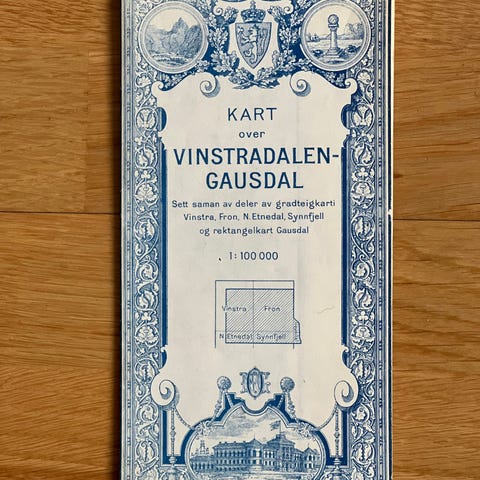 KART
over
VINSTRADALEN-
GAUSDAL
Sett saman av deler av gradteigkarti
Vinstra, Fron, N. Etnedal, Synnfjell
og rektangelkart Gausdal
1:100 000
Vinstra Fron
N.Etnedal Synnfjell